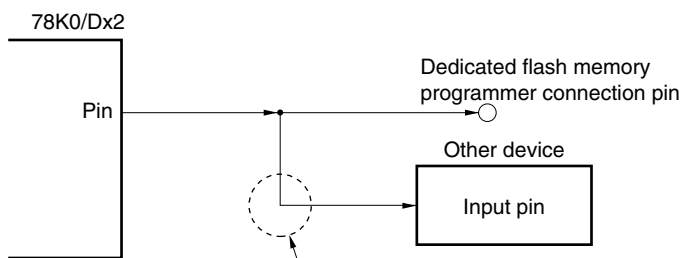 78K0/Dx2
Dedicated flash memory
programmer connection pin
Pin
Other device
Input pin